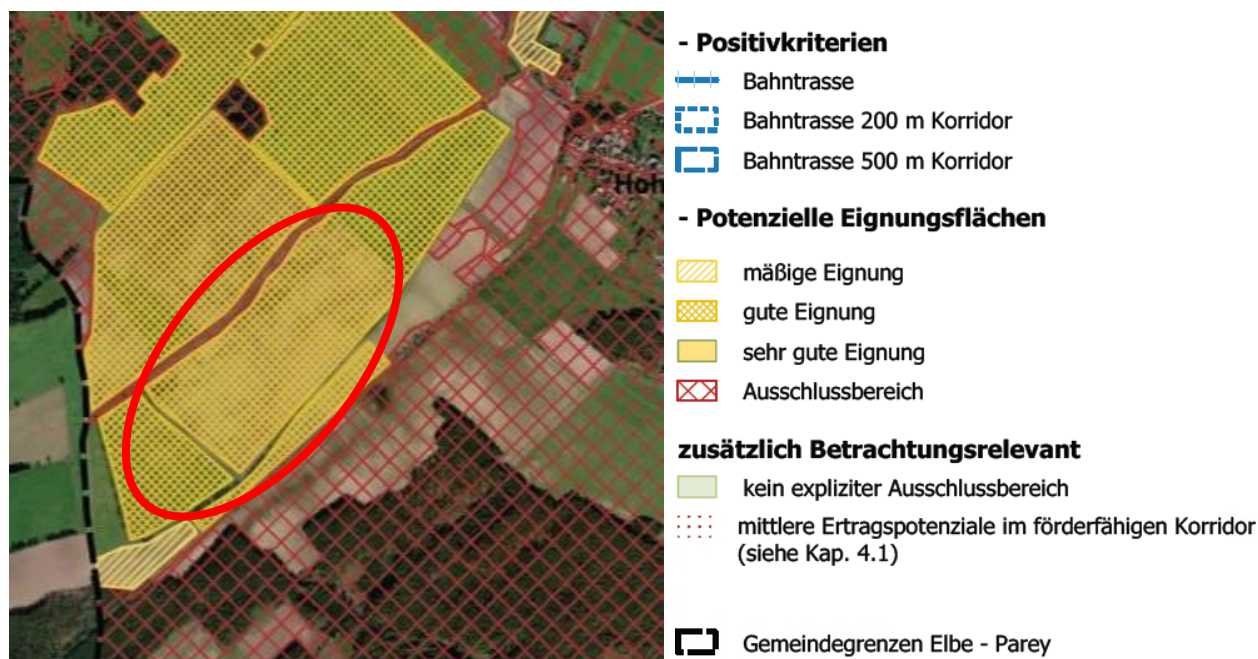 Hoh
- Positivkriterien
Bahntrasse
Bahntrasse 200 m Korridor
Bahntrasse 500 m Korridor
- Potenzielle Eignungsflächen
mäßige Eignung
gute Eignung
sehr gute Eignung
Ausschlussbereich
zusätzlich Betrachtungsrelevant
kein expliziter Ausschlussbereich
mittlere Ertragspotenziale im förderfähigen Korridor
(siehe Kap. 4.1)
Gemeindegrenzen Elbe - Parey